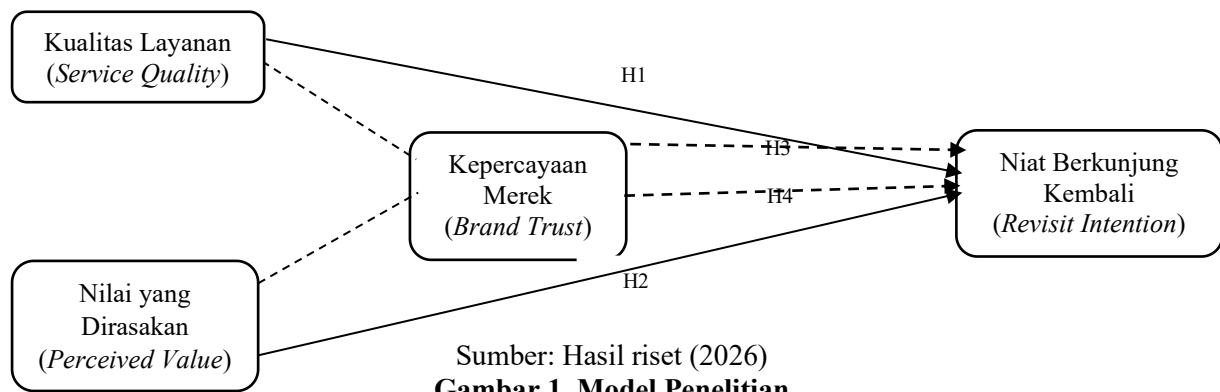 Kualitas Layanan
(Service Quality)
H1
Kepercayaan
Merek
(Brand Trust)
H3
H4
Niat Berkunjung
Kembali
(Revisit Intention)
H2
Nilai yang
Dirasakan
(Perceived Value)
Sumber: Hasil riset (2026)
Gambar 1. Model Penelitian